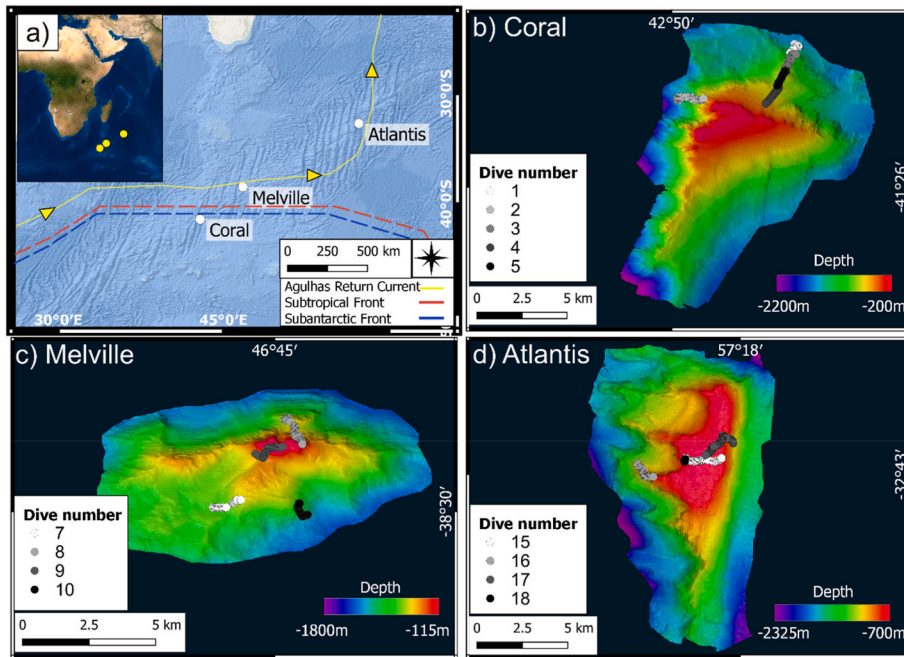 a)
Atlantis
Melville
Coral
30°0'S
40°0'S
0 250 500 km
Agulhas Return Current
Subtropical Front
Subantarctic Front
30°0'E
45°0'E
b) Coral
42°50'
Dive number
1
2
3
4
5
-41°26'
Depth
-2200m -200m
0 2.5 5 km
c) Melville
46°45'
Dive number
7
8
9
10
-38°30'
Depth
-1800m -115m
0 2.5 5 km
d) Atlantis
57°18'
-32°43'
Dive number
15
16
17
18
Depth
-2325m -700m
0 2.5 5 km